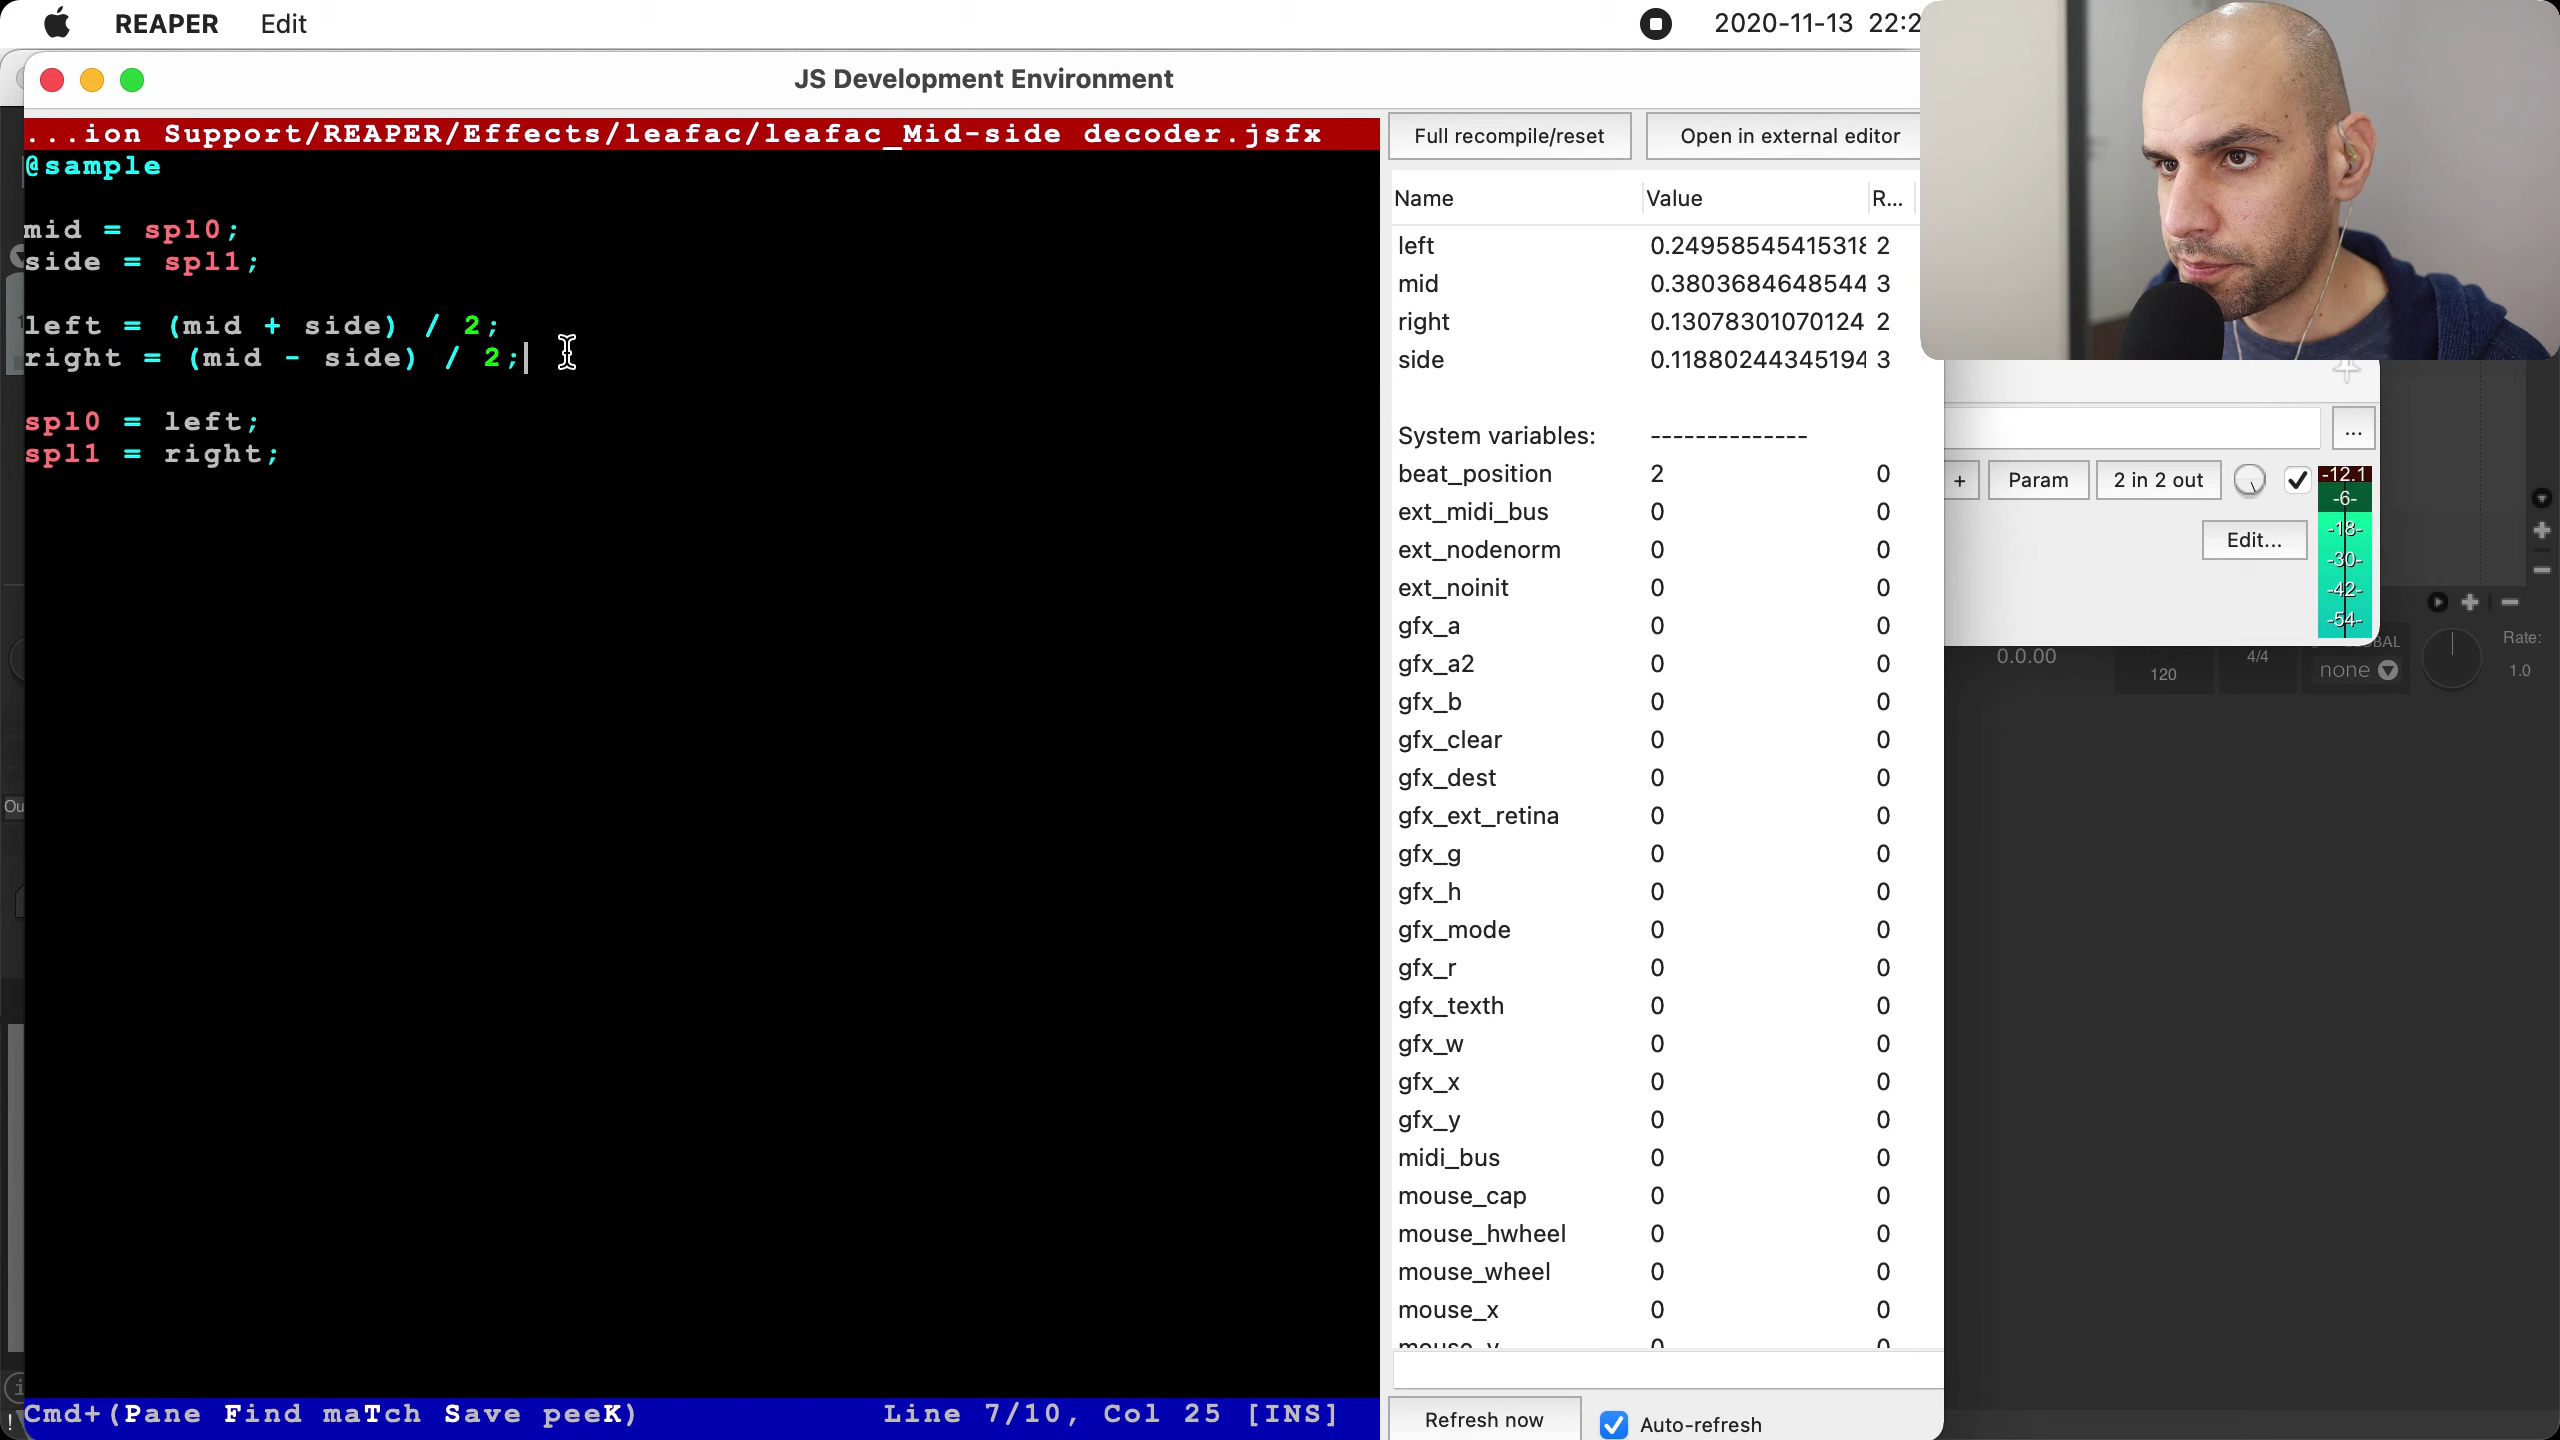 REAPER Edit 2020-11-13 22:2
JS Development Environment
...ion Support/REAPER/Effects/leafac/leafac_Mid-side decoder.jsfx
@sample
mid = spl0;
side = spl1;
left = (mid + side) / 2;
right = (mid - side) / 2;
spl0 = left;
spl1 = right;
Cmd+(Pane Find maTch Save peeK) Line 7/10, Col 25 [INS]
Full recompile/reset Open in external editor
Name Value R...
left 0.24958545415318 2
mid 0.3803684648544 3
right 0.13078301070124 2
side 0.11880244345194 3
System variables: --------------
beat_position 2 0
ext_midi_bus 0 0
ext_nodenorm 0 0
ext_noinit 0 0
gfx_a 0 0
gfx_a2 0 0
gfx_b 0 0
gfx_clear 0 0
gfx_dest 0 0
gfx_ext_retina 0 0
gfx_g 0 0
gfx_h 0 0
gfx_mode 0 0
gfx_r 0 0
gfx_texth 0 0
gfx_w 0 0
gfx_x 0 0
gfx_y 0 0
midi_bus 0 0
mouse_cap 0 0
mouse_hwheel 0 0
mouse_wheel 0 0
mouse_x 0 0
Refresh now Auto-refresh
...
+ Param 2 in 2 out
Edit...
-12.1
-6-
-18-
-30-
-42-
-54-
0.0.00
120
4/4
none
Rate:
1.0
Ou